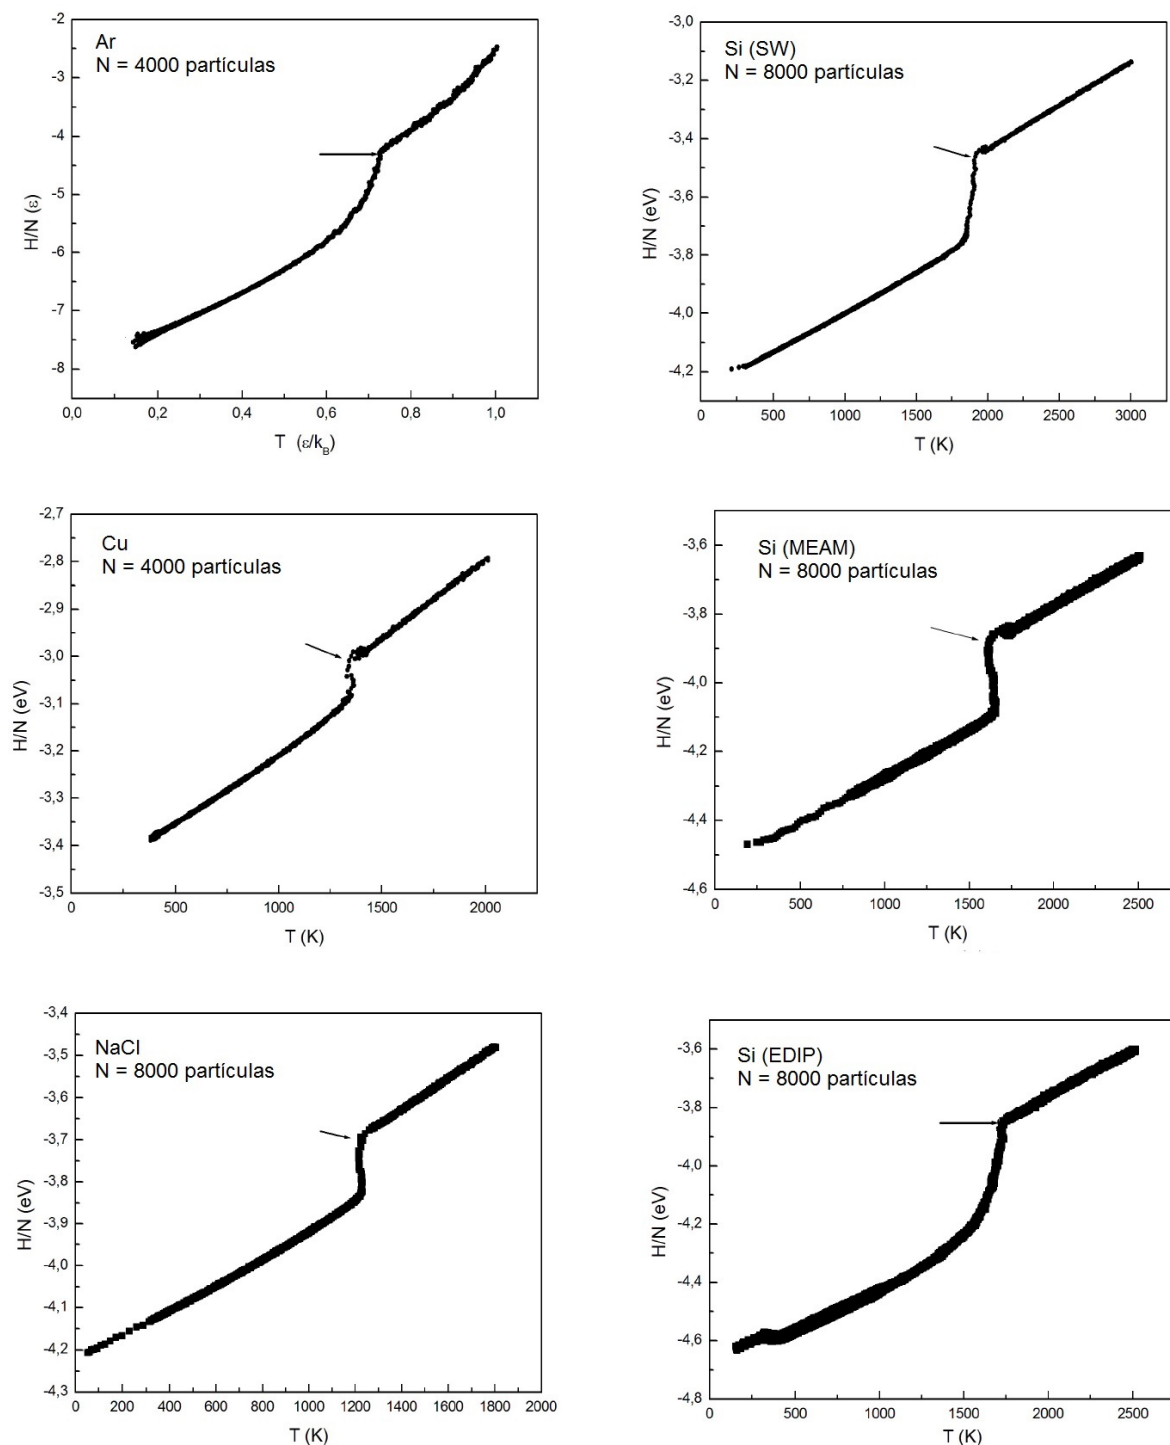 Ar
N = 4000 partículas
-2
-3
-4
-5
-6
-7
-8
H/N (ε)
0,0 0,2 0,4 0,6 0,8 1,0
T (ε/k_B)
Si (SW)
N = 8000 partículas
-3,0
-3,2
-3,4
-3,6
-3,8
-4,0
-4,2
H/N (eV)
0 500 1000 1500 2000 2500 3000
T (K)
Cu
N = 4000 partículas
-2,7
-2,8
-2,9
-3,0
-3,1
-3,2
-3,3
-3,4
-3,5
H/N (eV)
0 500 1000 1500 2000
T (K)
Si (MEAM)
N = 8000 partículas
-3,6
-3,8
-4,0
-4,2
-4,4
-4,6
H/N (eV)
0 500 1000 1500 2000 2500
T (K)
NaCl
N = 8000 partículas
-3,4
-3,5
-3,6
-3,7
-3,8
-3,9
-4,0
-4,1
-4,2
-4,3
H/N (eV)
0 200 400 600 800 1000 1200 1400 1600 1800 2000
T (K)
Si (EDIP)
N = 8000 partículas
-3,6
-3,8
-4,0
-4,2
-4,4
-4,6
-4,8
H/N (eV)
0 500 1000 1500 2000 2500
T (K)